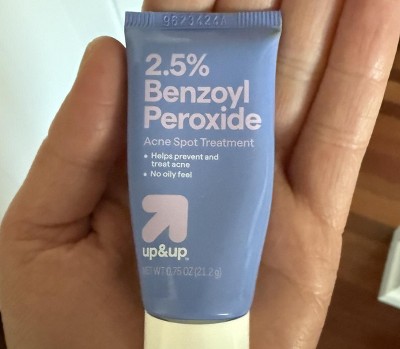 2.5%
Benzoyl
Peroxide
Acne Spot Treatment
• Helps prevent and
treat acne
• No oily feel
up&up.
NET WT 0.75 OZ (21.2 g)